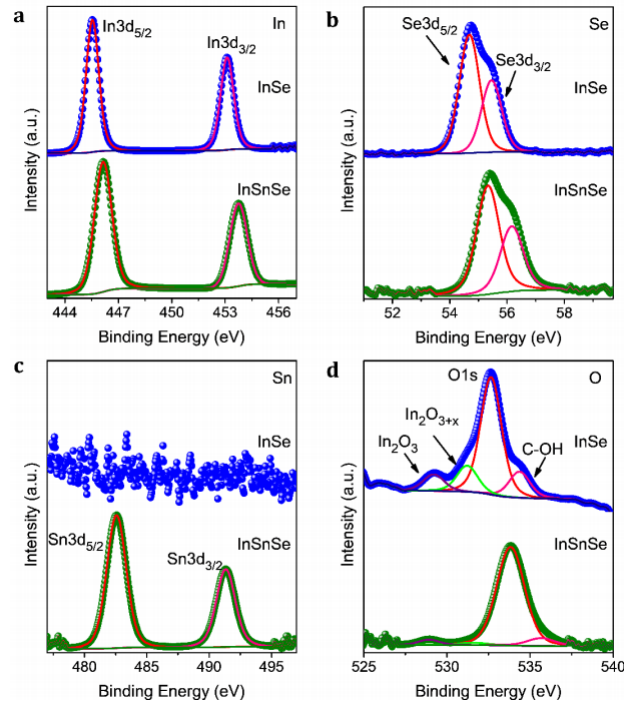 a
In
In3d5/2
In3d3/2
InSe
InSnSe
Intensity (a.u.)
444 447 450 453 456
Binding Energy (eV)
b
Se
Se3d5/2
Se3d3/2
InSe
InSnSe
Intensity (a.u.)
52 54 56 58
Binding Energy (eV)
c
Sn
InSe
Sn3d5/2
Sn3d3/2
InSnSe
Intensity (a.u.)
480 485 490 495
Binding Energy (eV)
d
O
O1s
In2O3+x
In2O3
C-OH
InSe
InSnSe
Intensity (a.u.)
525 530 535 540
Binding Energy (eV)